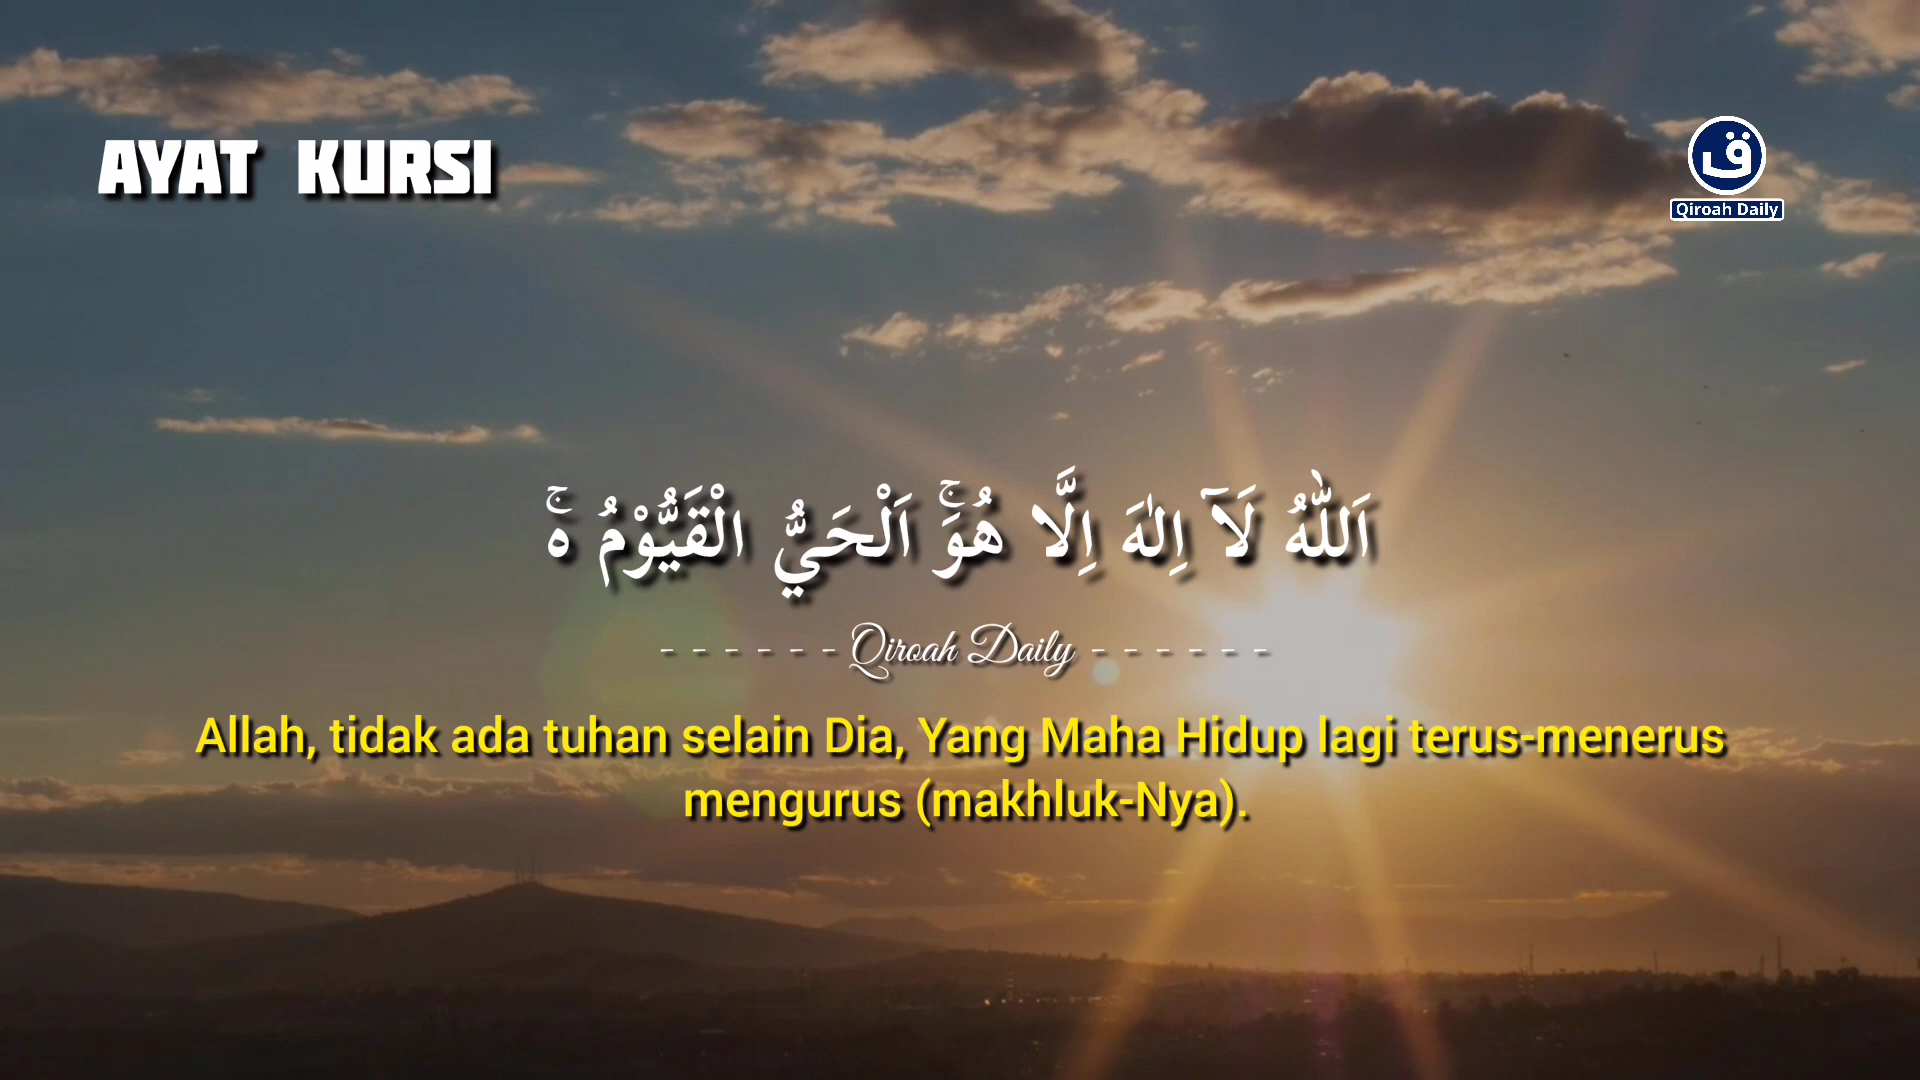 AYAT KURSI
ق
Qiroah Daily
اَللّٰهُ لَآ اِلٰهَ اِلَّا هُوَۚ اَلْحَيُّ الْقَيُّوْمُ ەۚ
- - - - - - Qiroah Daily - - - - - -
Allah, tidak ada tuhan selain Dia, Yang Maha Hidup lagi terus-menerus
mengurus (makhluk-Nya).